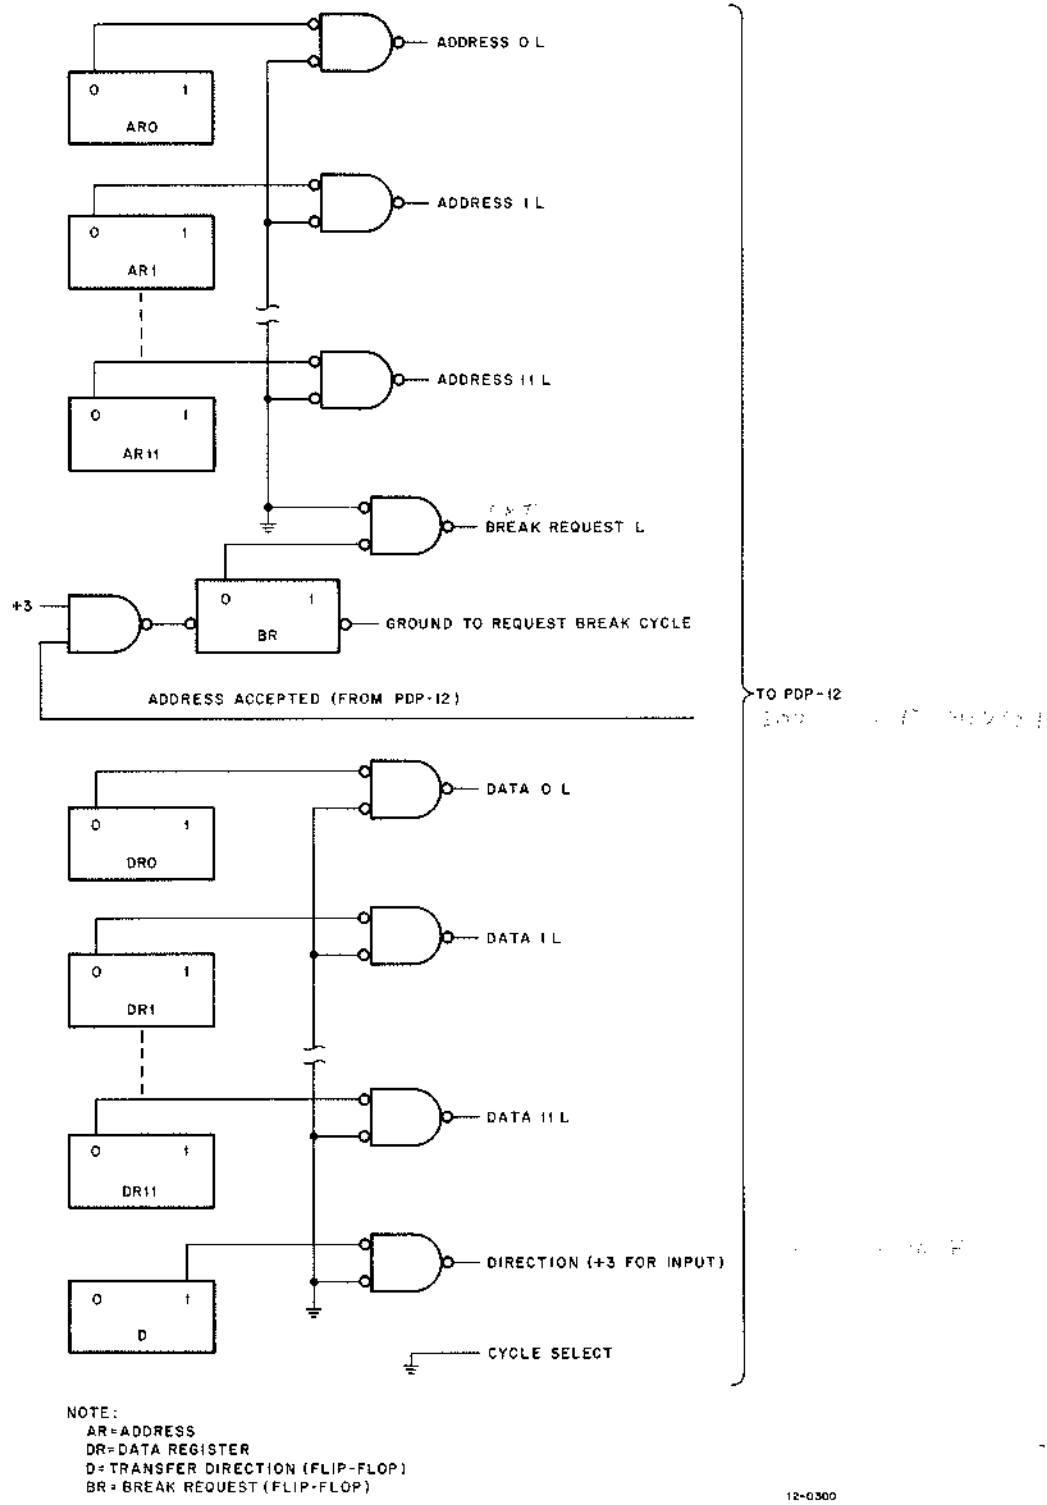 ADDRESS 0 L
0 1
AR0
ADDRESS 1 L
0 1
AR1
ADDRESS 11 L
0 1
AR11
BREAK REQUEST L
0 1
BR
+3
GROUND TO REQUEST BREAK CYCLE
ADDRESS ACCEPTED (FROM PDP-12)
TO PDP-12
DATA 0 L
0 1
DR0
DATA 1 L
0 1
DR1
DATA 11 L
0 1
DR11
DIRECTION (+3 FOR INPUT)
0 1
D
CYCLE SELECT
NOTE:
AR=ADDRESS
DR=DATA REGISTER
D=TRANSFER DIRECTION (FLIP-FLOP)
BR=BREAK REQUEST (FLIP-FLOP)
12-0300